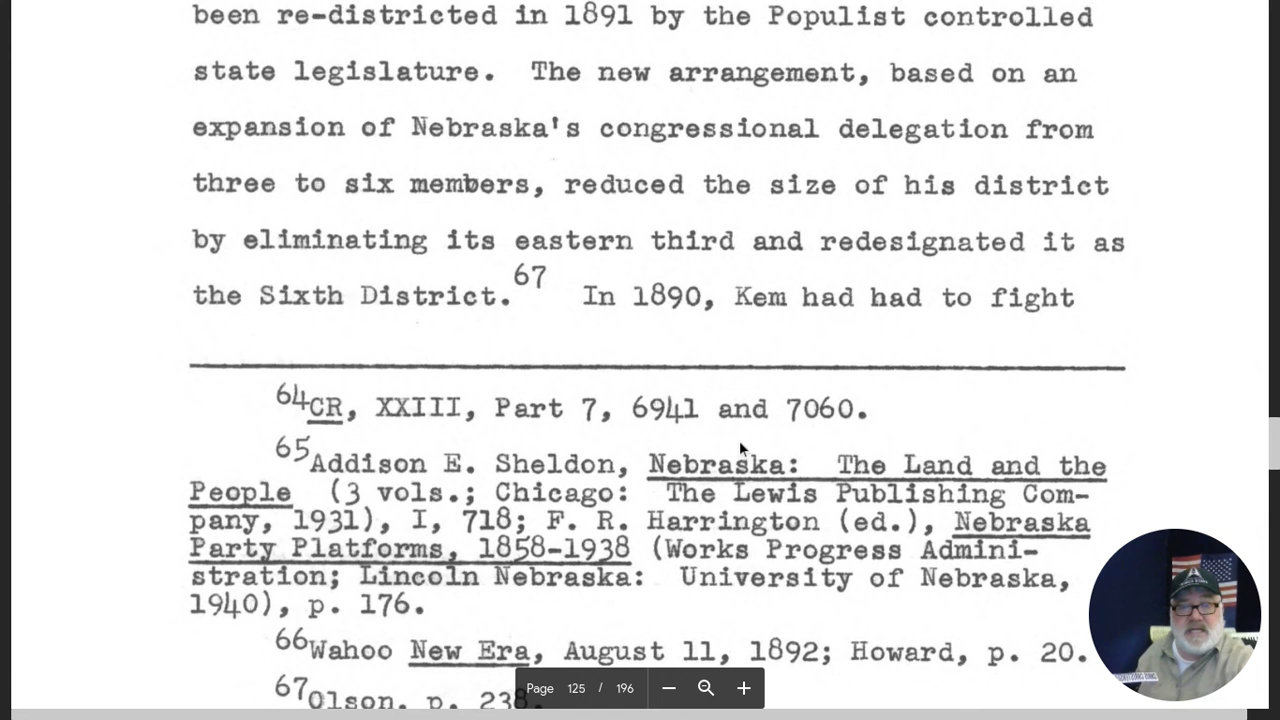 been re-districted in 1891 by the Populist controlled
state legislature. The new arrangement, based on an
expansion of Nebraska's congressional delegation from
three to six members, reduced the size of his district
by eliminating its eastern third and redesignated it as
the Sixth District.67 In 1890, Kem had had to fight
64CR, XXIII, Part 7, 6941 and 7060.
65Addison E. Sheldon, Nebraska: The Land and the
People (3 vols.; Chicago: The Lewis Publishing Com-
pany, 1931), I, 718; F. R. Harrington (ed.), Nebraska
Party Platforms, 1858-1938 (Works Progress Admini-
stration; Lincoln Nebraska: University of Nebraska,
1940), p. 176.
66Wahoo New Era, August 11, 1892; Howard, p. 20.
67Olson, p. 238.
Page 125 / 196